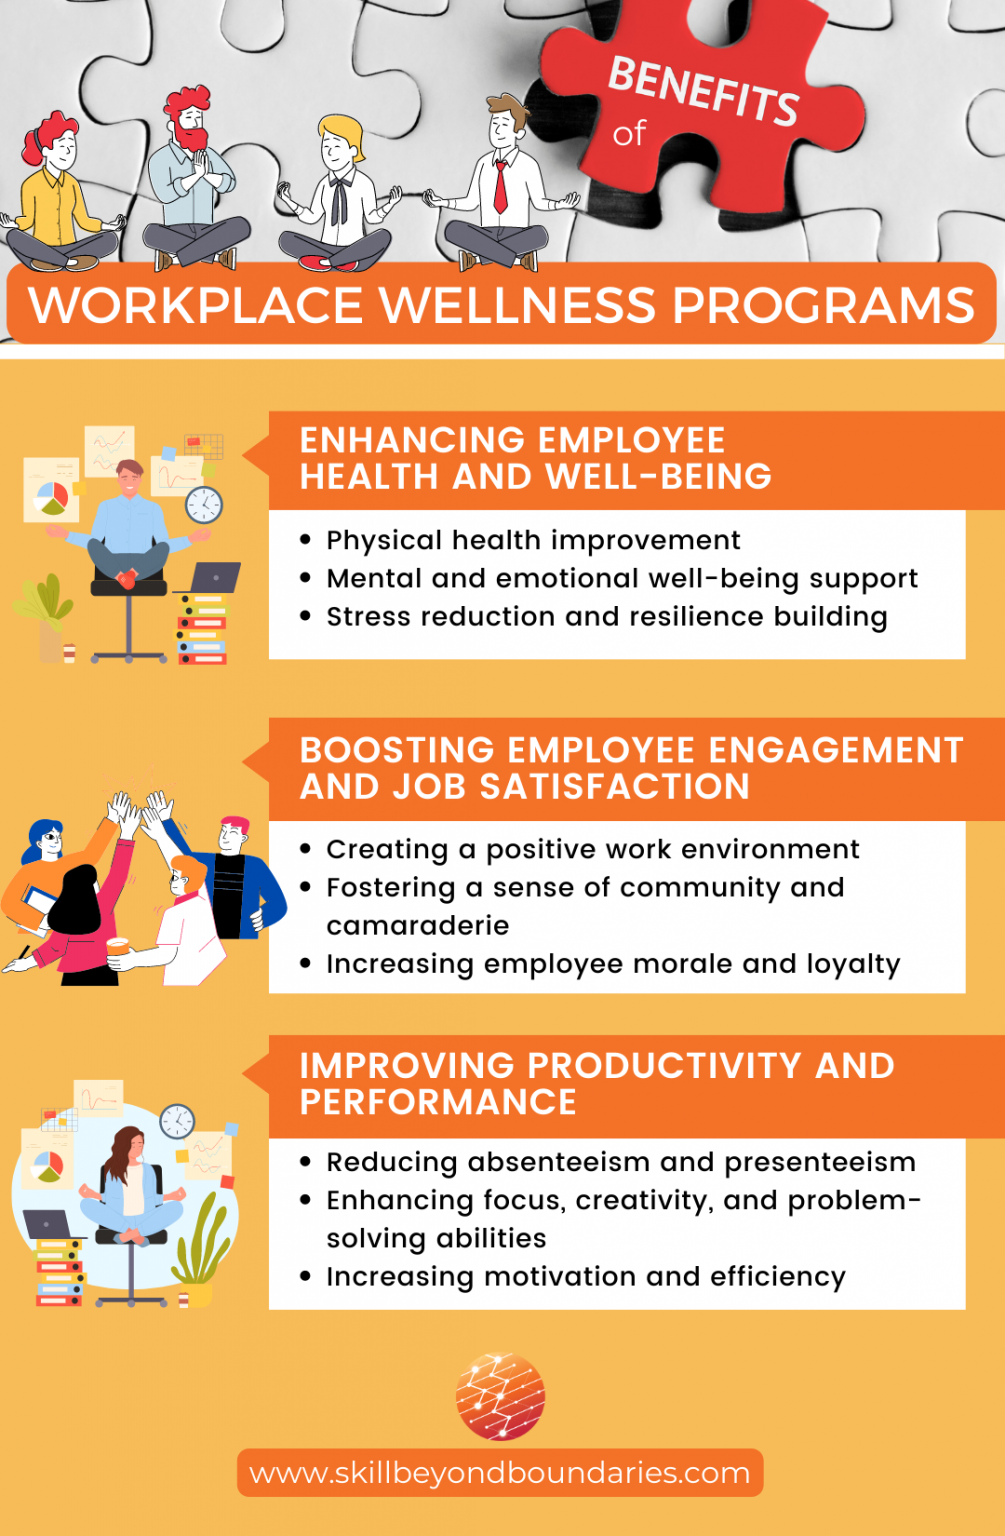 BENEFITS
of
WORKPLACE WELLNESS PROGRAMS
ENHANCING EMPLOYEE
HEALTH AND WELL-BEING
• Physical health improvement
• Mental and emotional well-being support
• Stress reduction and resilience building
BOOSTING EMPLOYEE ENGAGEMENT
AND JOB SATISFACTION
• Creating a positive work environment
• Fostering a sense of community and
camaraderie
• Increasing employee morale and loyalty
IMPROVING PRODUCTIVITY AND
PERFORMANCE
• Reducing absenteeism and presenteeism
• Enhancing focus, creativity, and problem-
solving abilities
• Increasing motivation and efficiency
www.skillbeyondboundaries.com